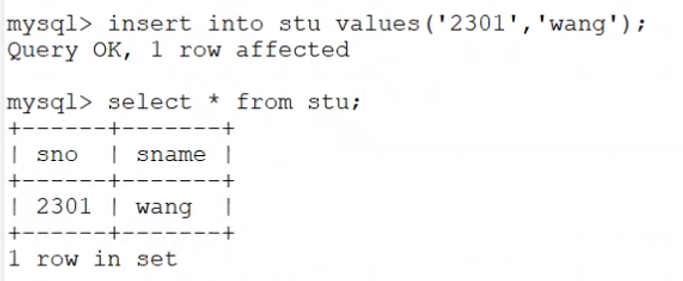 mysql> insert into stu values('2301','wang');
Query OK, 1 row affected
mysql> select * from stu;
+------+-------+
| sno  | sname |
+------+-------+
| 2301 | wang  |
+------+-------+
1 row in set